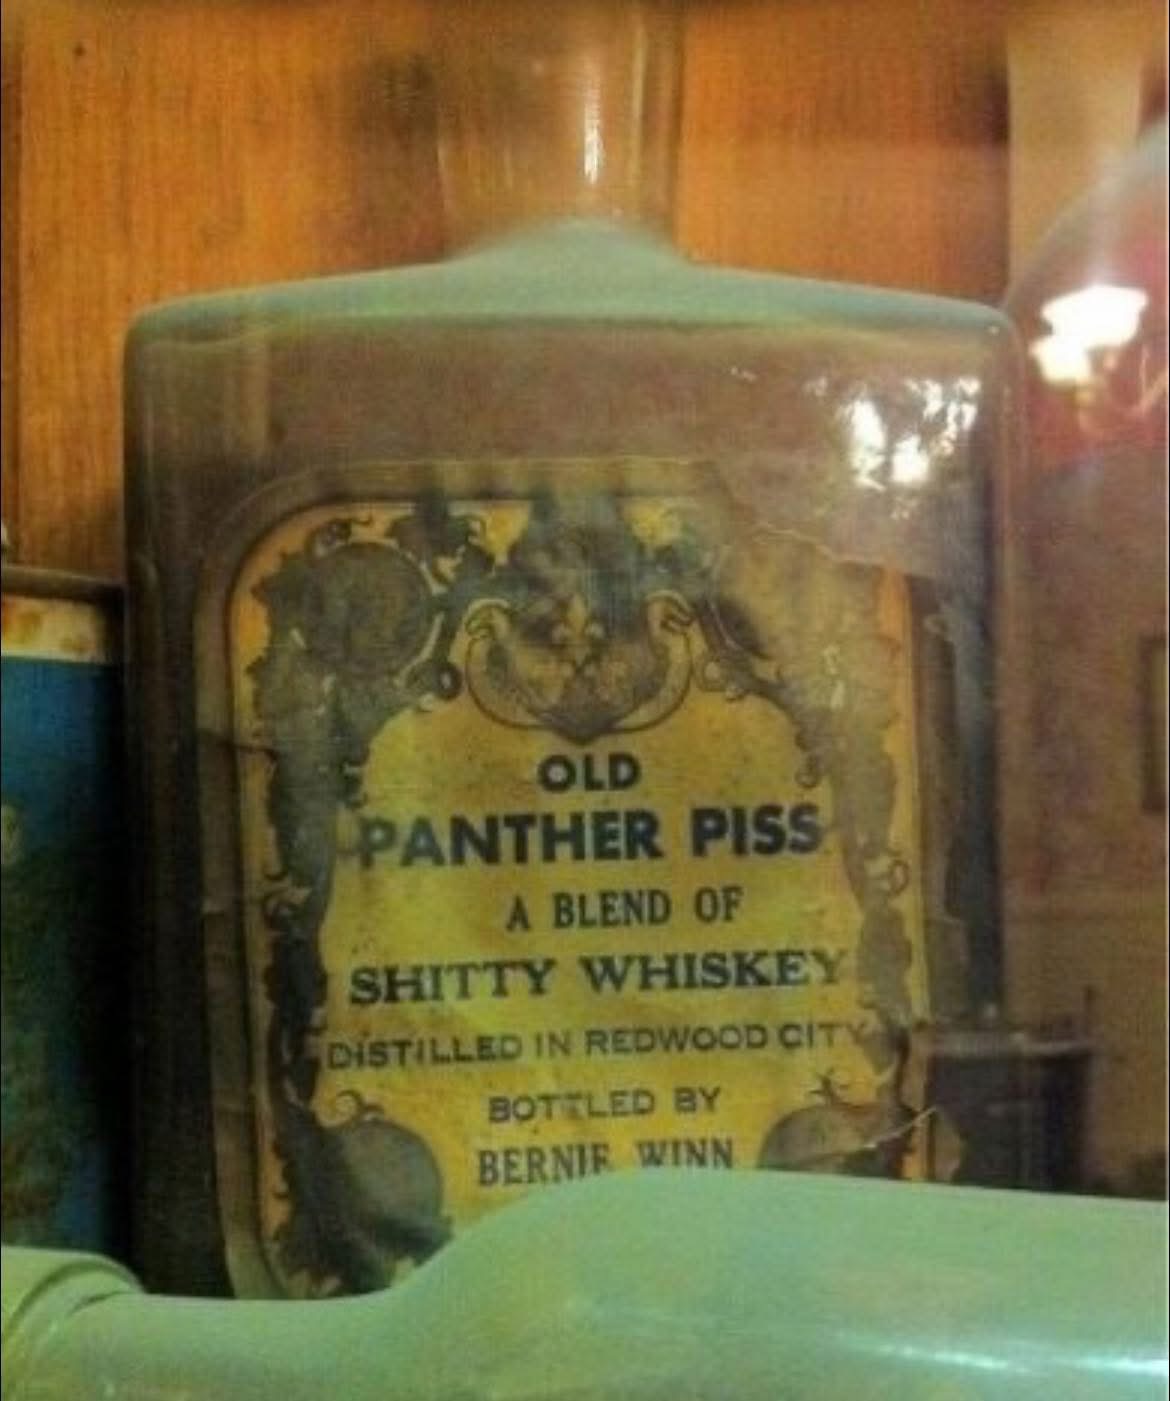 OLD
PANTHER PISS
A BLEND OF
SHITTY WHISKEY
DISTILLED IN REDWOOD CITY
BOTTLED BY
BERNIE WINN